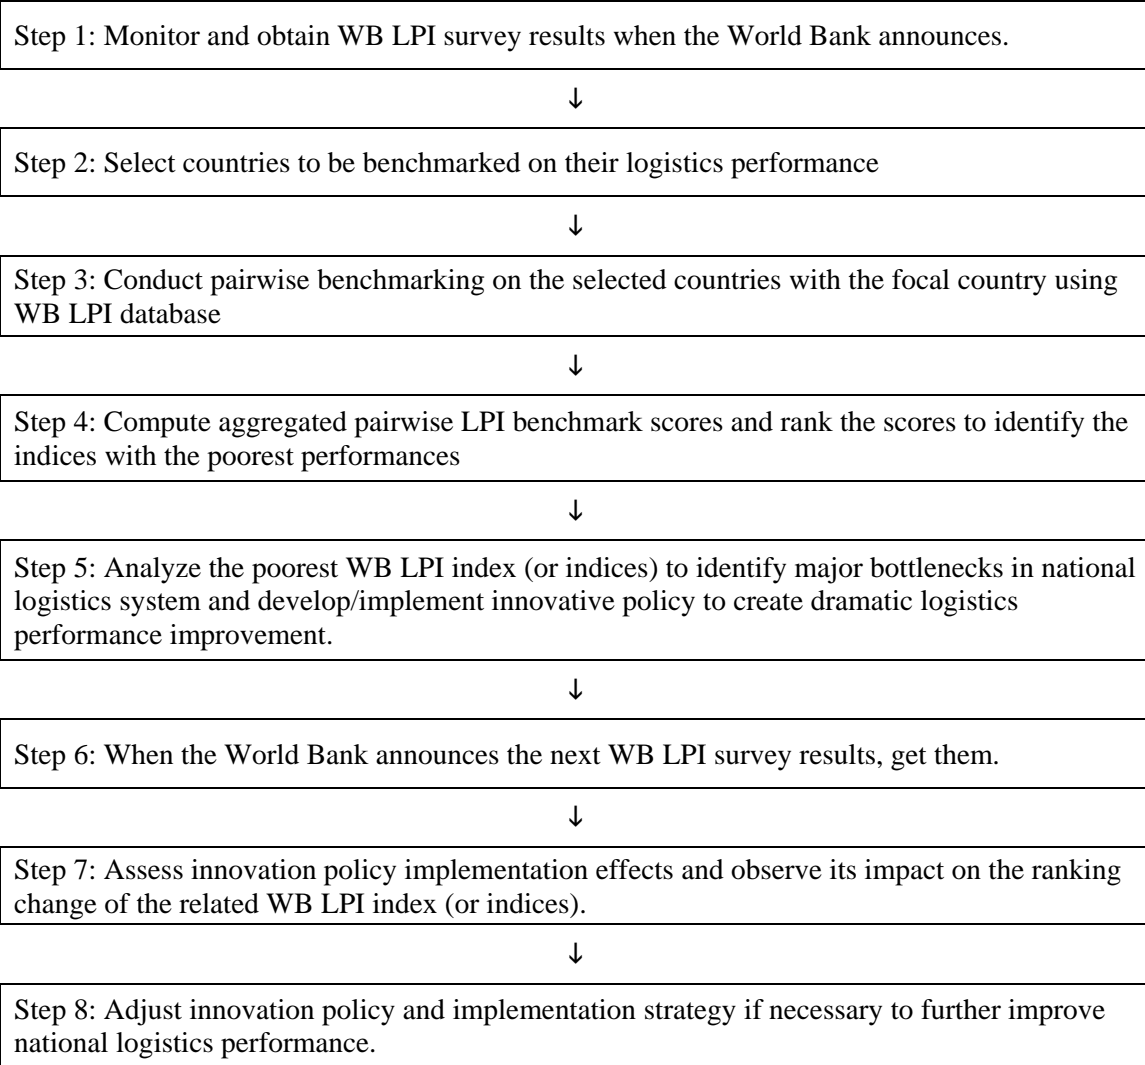 Step 1: Monitor and obtain WB LPI survey results when the World Bank announces.
↓
Step 2: Select countries to be benchmarked on their logistics performance
↓
Step 3: Conduct pairwise benchmarking on the selected countries with the focal country using
WB LPI database
↓
Step 4: Compute aggregated pairwise LPI benchmark scores and rank the scores to identify the
indices with the poorest performances
↓
Step 5: Analyze the poorest WB LPI index (or indices) to identify major bottlenecks in national
logistics system and develop/implement innovative policy to create dramatic logistics
performance improvement.
↓
Step 6: When the World Bank announces the next WB LPI survey results, get them.
↓
Step 7: Assess innovation policy implementation effects and observe its impact on the ranking
change of the related WB LPI index (or indices).
↓
Step 8: Adjust innovation policy and implementation strategy if necessary to further improve
national logistics performance.